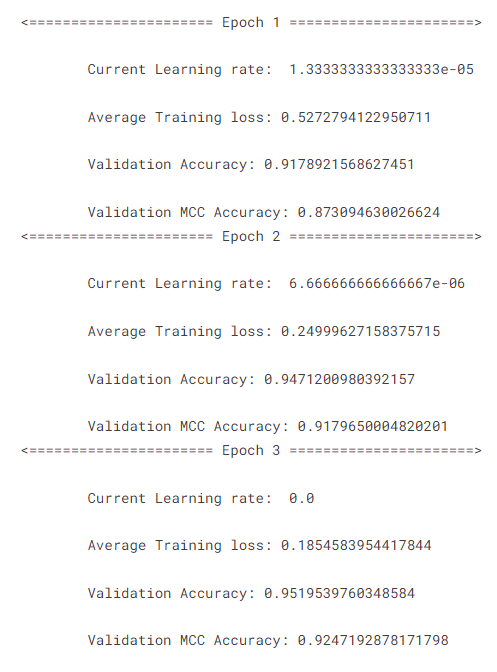 <====================== Epoch 1 ======================>
Current Learning rate:  1.3333333333333333e-05
Average Training loss: 0.5272794122950711
Validation Accuracy: 0.9178921568627451
Validation MCC Accuracy: 0.873094630026624
<====================== Epoch 2 ======================>
Current Learning rate:  6.666666666666667e-06
Average Training loss: 0.24999627158375715
Validation Accuracy: 0.9471200980392157
Validation MCC Accuracy: 0.9179650004820201
<====================== Epoch 3 ======================>
Current Learning rate:  0.0
Average Training loss: 0.1854583954417844
Validation Accuracy: 0.9519539760348584
Validation MCC Accuracy: 0.9247192878171798